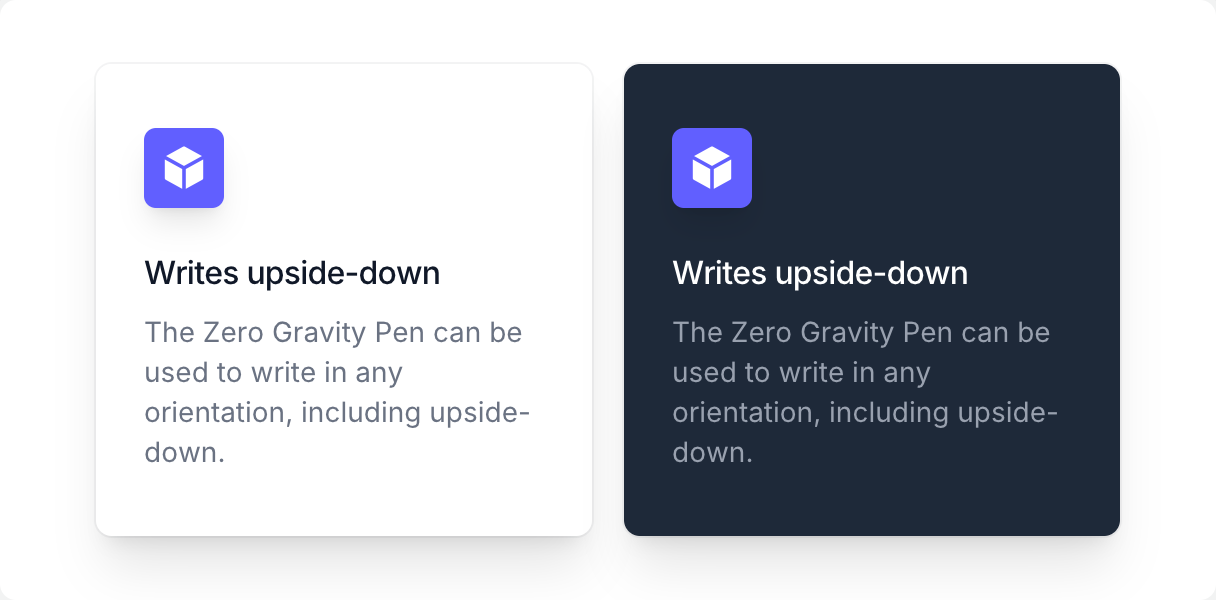 Writes upside-down
The Zero Gravity Pen can be
used to write in any
orientation, including upside-
down.
Writes upside-down
The Zero Gravity Pen can be
used to write in any
orientation, including upside-
down.